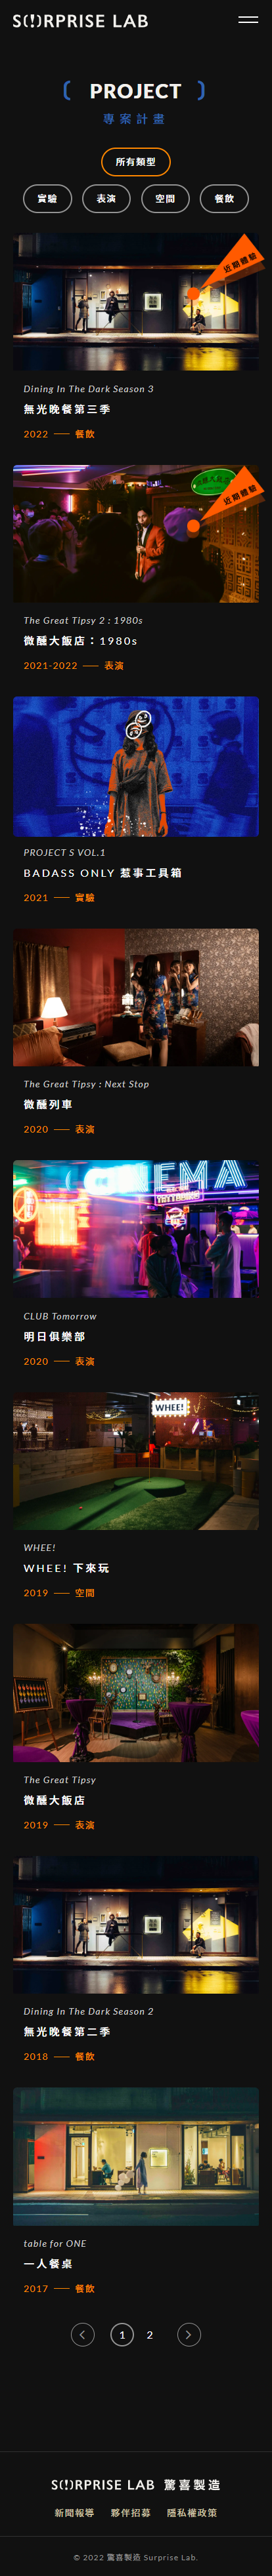 S(!)RPRISE LAB
PROJECT
專案計畫
所有類型
實驗
表演
空間
餐飲
近期體驗
Dining In The Dark Season 3
無光晚餐第三季
2022 — 餐飲
近期體驗
The Great Tipsy 2 : 1980s
微醺大飯店：1980s
2021-2022 — 表演
PROJECT S VOL.1
BADASS ONLY 惹事工具箱
2021 — 實驗
The Great Tipsy : Next Stop
微醺列車
2020 — 表演
CINEMA
CLUB Tomorrow
明日俱樂部
2020 — 表演
WHEE!
WHEE!
WHEE! 下來玩
2019 — 空間
The Great Tipsy
微醺大飯店
2019 — 表演
Dining In The Dark Season 2
無光晚餐第二季
2018 — 餐飲
table for ONE
一人餐桌
2017 — 餐飲
1 2
S(!)RPRISE LAB 驚喜製造
新聞報導 夥伴招募 隱私權政策
© 2022 驚喜製造 Surprise Lab.